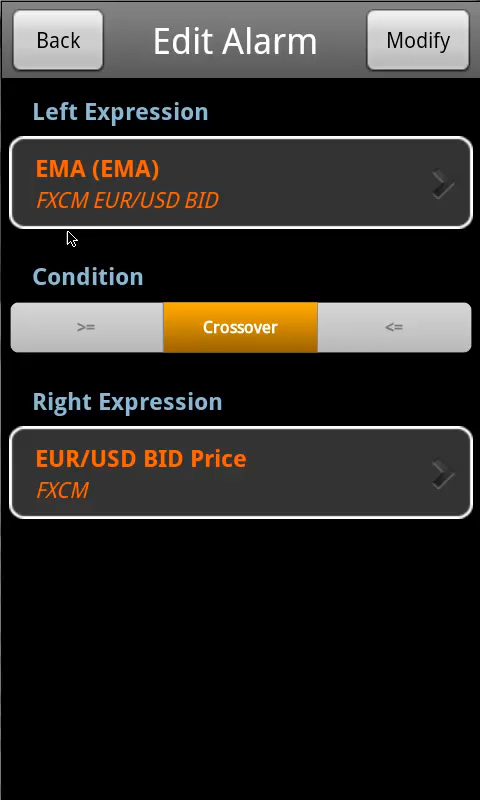 Back
Edit Alarm
Modify
Left Expression
EMA (EMA)
FXCM EUR/USD BID
Condition
>=
Crossover
<=
Right Expression
EUR/USD BID Price
FXCM